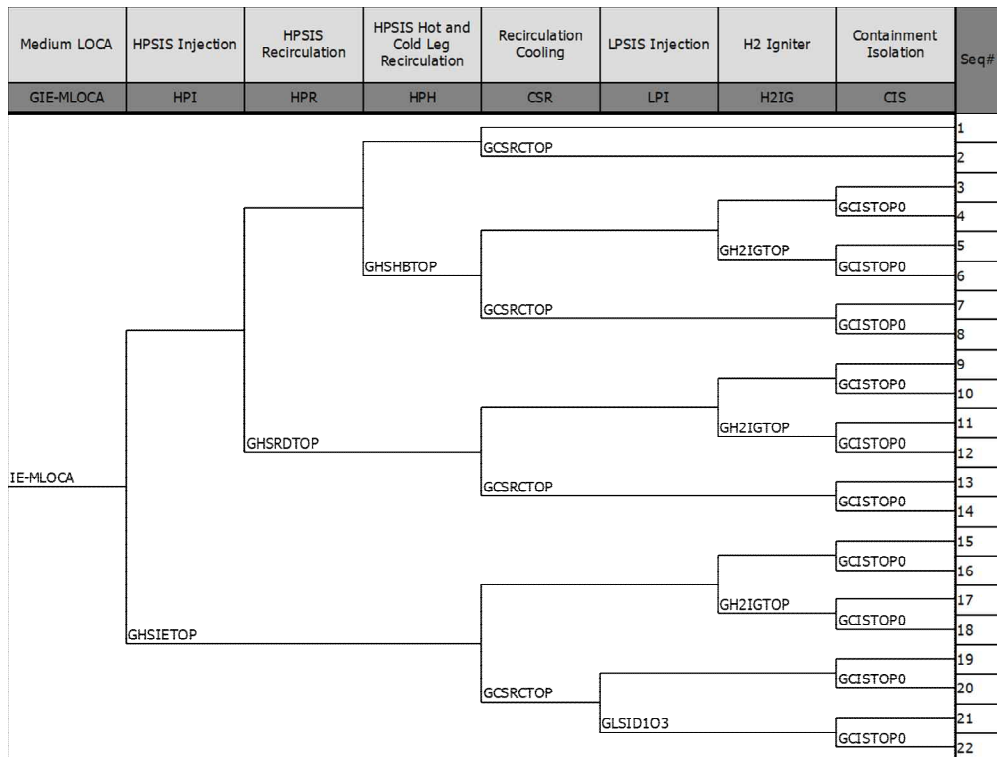 Medium LOCA
HPSIS Injection
HPSIS
Recirculation
HPSIS Hot and
Cold Leg
Recirculation
Recirculation
Cooling
LPSIS Injection
H2 Igniter
Containment
Isolation
Seq#
GIE-MLOCA
HPI
HPR
HPH
CSR
LPI
H2IG
CIS
1
GCSRCTOP
2
3
GCISTOP0
4
GH2IGTOP
5
GCISTOP0
6
GHSHBTOP
GCSRCTOP
7
GCISTOP0
8
9
GCISTOP0
10
GH2IGTOP
11
GCISTOP0
12
GHSRDTOP
IE-MLOCA
GCSRCTOP
13
GCISTOP0
14
15
GCISTOP0
16
GH2IGTOP
17
GCISTOP0
18
GHSIETOP
19
GCISTOP0
20
GCSRCTOP
GLSID1O3
21
GCISTOP0
22